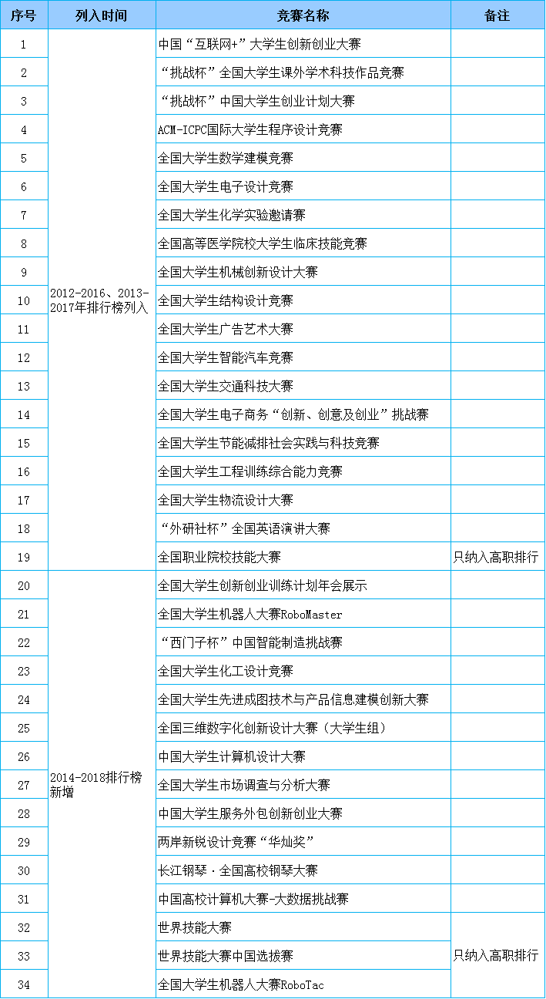 序号 列入时间 竞赛名称 备注
1 中国“互联网+”大学生创新创业大赛
2 “挑战杯”全国大学生课外学术科技作品竞赛
3 “挑战杯”中国大学生创业计划大赛
4 ACM-ICPC国际大学生程序设计竞赛
5 全国大学生数学建模竞赛
6 全国大学生电子设计竞赛
7 全国大学生化学实验邀请赛
8 全国高等医学院校大学生临床技能竞赛
9 全国大学生机械创新设计大赛
2012-2016、2013-
2017年排行榜列入
10 全国大学生结构设计竞赛
11 全国大学生广告艺术大赛
12 全国大学生智能汽车竞赛
13 全国大学生交通科技大赛
14 全国大学生电子商务“创新、创意及创业”挑战赛
15 全国大学生节能减排社会实践与科技竞赛
16 全国大学生工程训练综合能力竞赛
17 全国大学生物流设计大赛
18 “外研社杯”全国英语演讲大赛
19 全国职业院校技能大赛 只纳入高职排行
20 全国大学生创新创业训练计划年会展示
21 全国大学生机器人大赛RoboMaster
22 “西门子杯”中国智能制造挑战赛
23 全国大学生化工设计竞赛
24 全国大学生先进成图技术与产品信息建模创新大赛
25 全国三维数字化创新设计大赛（大学生组）
26 中国大学生计算机设计大赛
2014-2018排行榜
新增
27 全国大学生市场调查与分析大赛
28 中国大学生服务外包创新创业大赛
29 两岸新锐设计竞赛“华灿奖”
30 长江钢琴·全国高校钢琴大赛
31 中国高校计算机大赛-大数据挑战赛
32 世界技能大赛
33 世界技能大赛中国选拔赛 只纳入高职排行
34 全国大学生机器人大赛RoboTac